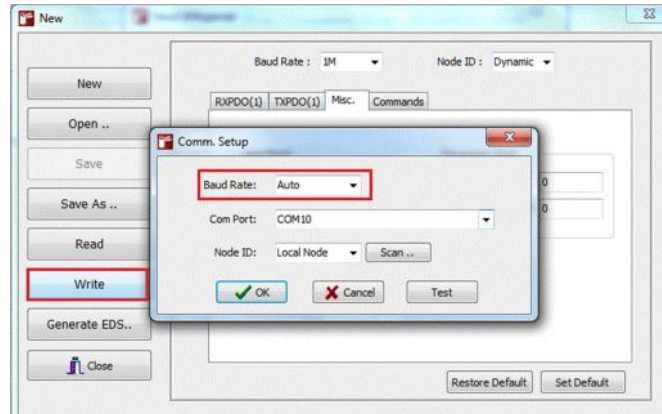 New
Baud Rate : 1M Node ID : Dynamic
New
RXPDO(1) TXPDO(1) Misc. Commands
Open ..
Comm. Setup
Save
Baud Rate: Auto
0
Save As ..
Com Port: COM10
0
Read
Node ID: Local Node Scan ..
Write
OK Cancel Test
Generate EDS..
Close
Restore Default Set Default